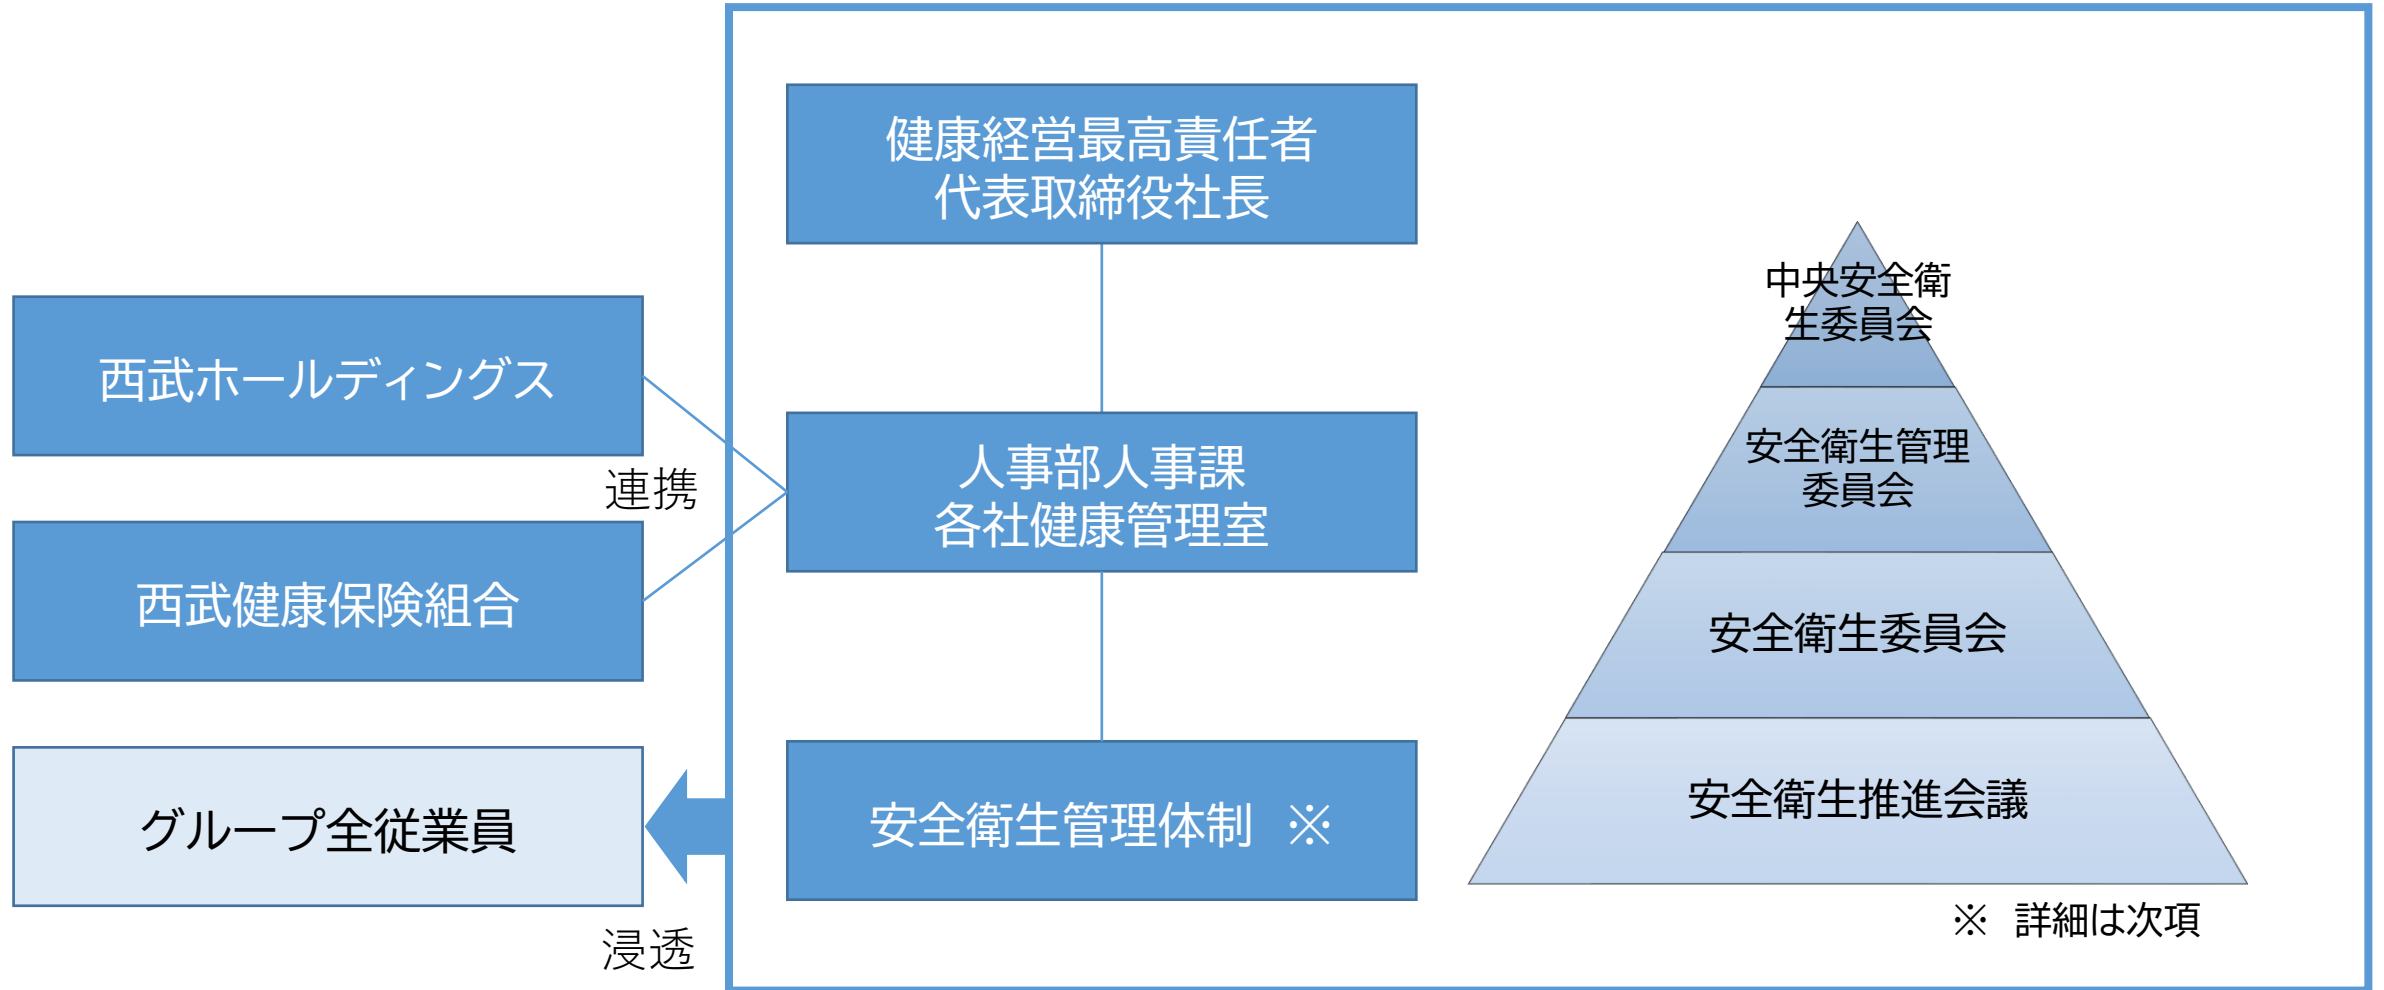 健康経営最高責任者
代表取締役社長
西武ホールディングス
連携
西武健康保険組合
人事部人事課
各社健康管理室
グループ全従業員
浸透
安全衛生管理体制 ※
中央安全衛
生委員会
安全衛生管理
委員会
安全衛生委員会
安全衛生推進会議
※ 詳細は次項